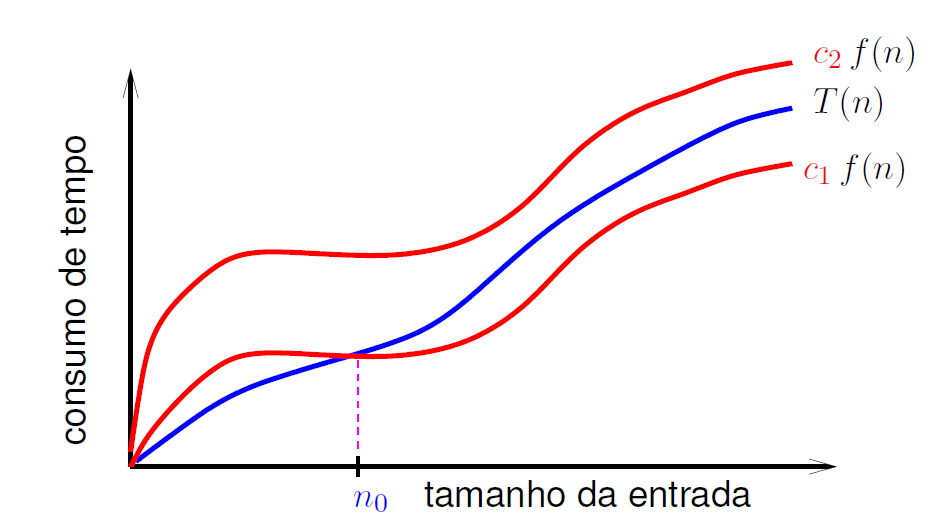 c₂ f(n)
T(n)
c₁ f(n)
consumo de tempo
n₀
tamanho da entrada